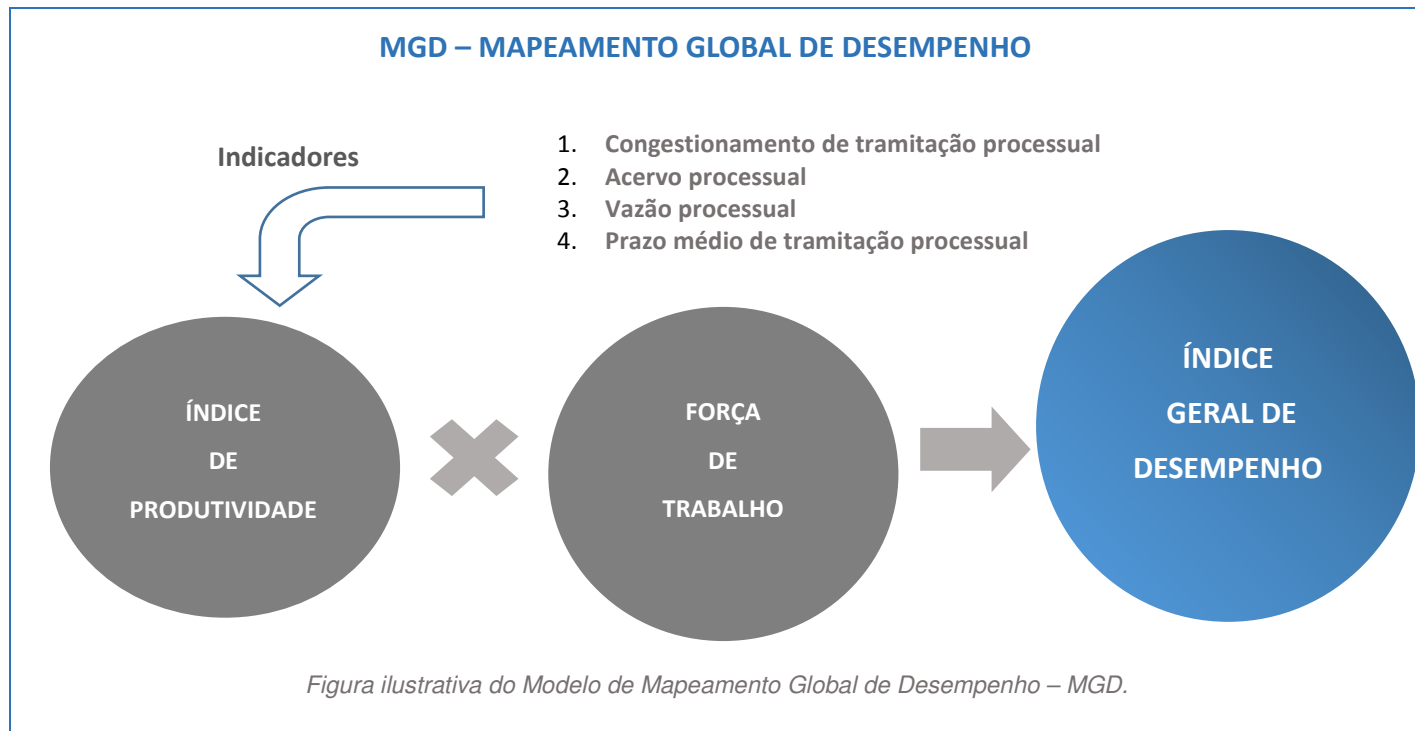 MGD – MAPEAMENTO GLOBAL DE DESEMPENHO
Indicadores
1. Congestionamento de tramitação processual
2. Acervo processual
3. Vazão processual
4. Prazo médio de tramitação processual
ÍNDICE
DE
PRODUTIVIDADE
FORÇA
DE
TRABALHO
ÍNDICE
GERAL DE
DESEMPENHO
Figura ilustrativa do Modelo de Mapeamento Global de Desempenho – MGD.